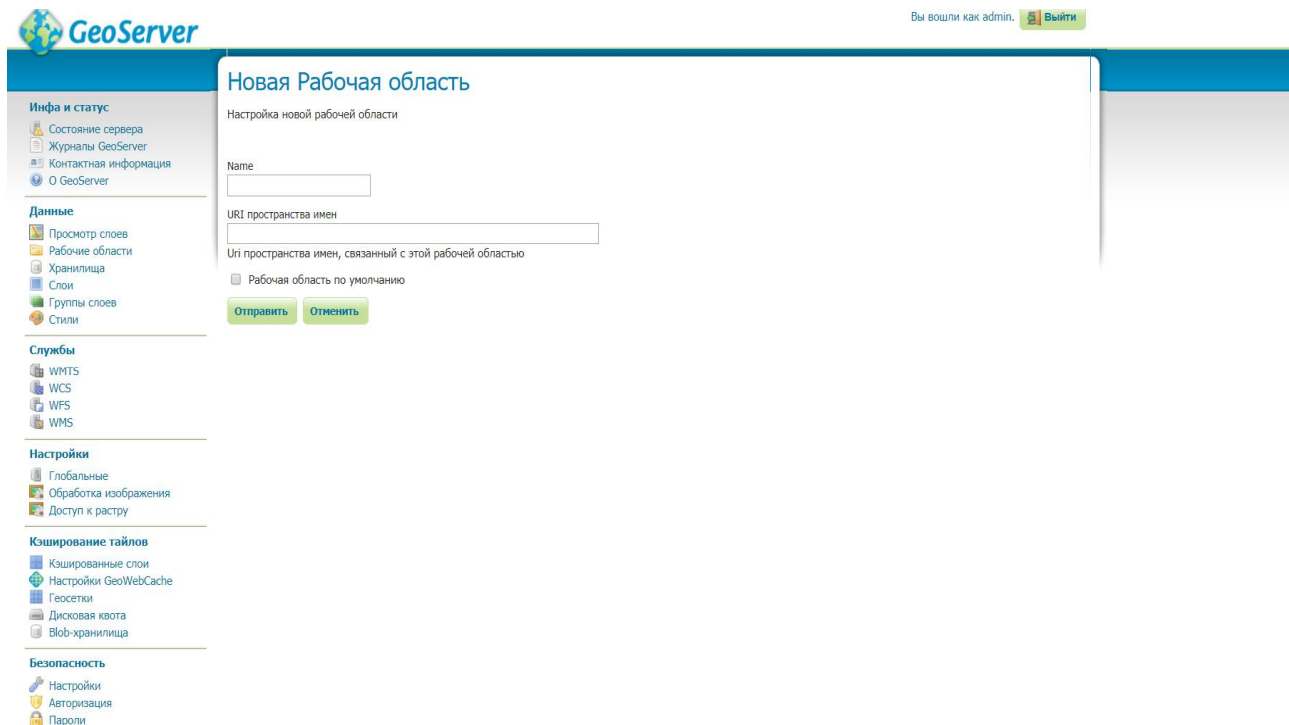 GeoServer
Вы вошли как admin.
Выйти
Инфа и статус
Состояние сервера
Журналы GeoServer
Контактная информация
О GeoServer
Данные
Просмотр слоев
Рабочие области
Хранилища
Слои
Группы слоев
Стили
Службы
WMTS
WCS
WFS
WMS
Настройки
Глобальные
Обработка изображения
Доступ к растру
Кэширование тайлов
Кэшированные слои
Настройки GeoWebCache
Геосетки
Дисковая квота
Blob-хранилища
Безопасность
Настройки
Авторизация
Пароли
Новая Рабочая область
Настройка новой рабочей области
Name
URI пространства имен
Uri пространства имен, связанный с этой рабочей областью
Рабочая область по умолчанию
Отправить
Отменить